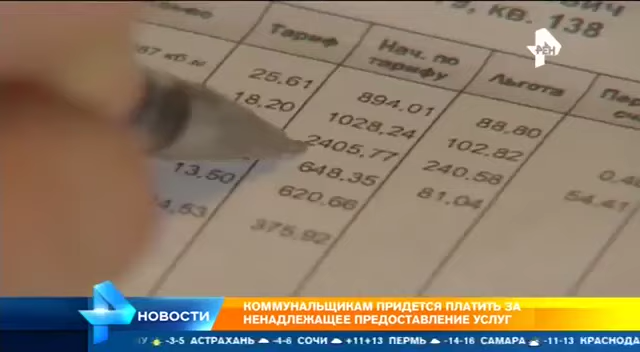 кв. 138
РЕН
Тариф
Нач. по
тарифу
Льгота
25.61 894.01 88.80
18.20 1028.24 102.82
2405.77 240.58
13.50 648.35 81.04 54.41
620.66
375.92
НОВОСТИ
КОММУНАЛЬЩИКАМ ПРИДЕТСЯ ПЛАТИТЬ ЗА
НЕНАДЛЕЖАЩЕЕ ПРЕДОСТАВЛЕНИЕ УСЛУГ
-3-5 АСТРАХАНЬ -4-6 СОЧИ +11+13 ПЕРМЬ -14-16 САМАРА -11-13 КРАСНОДА